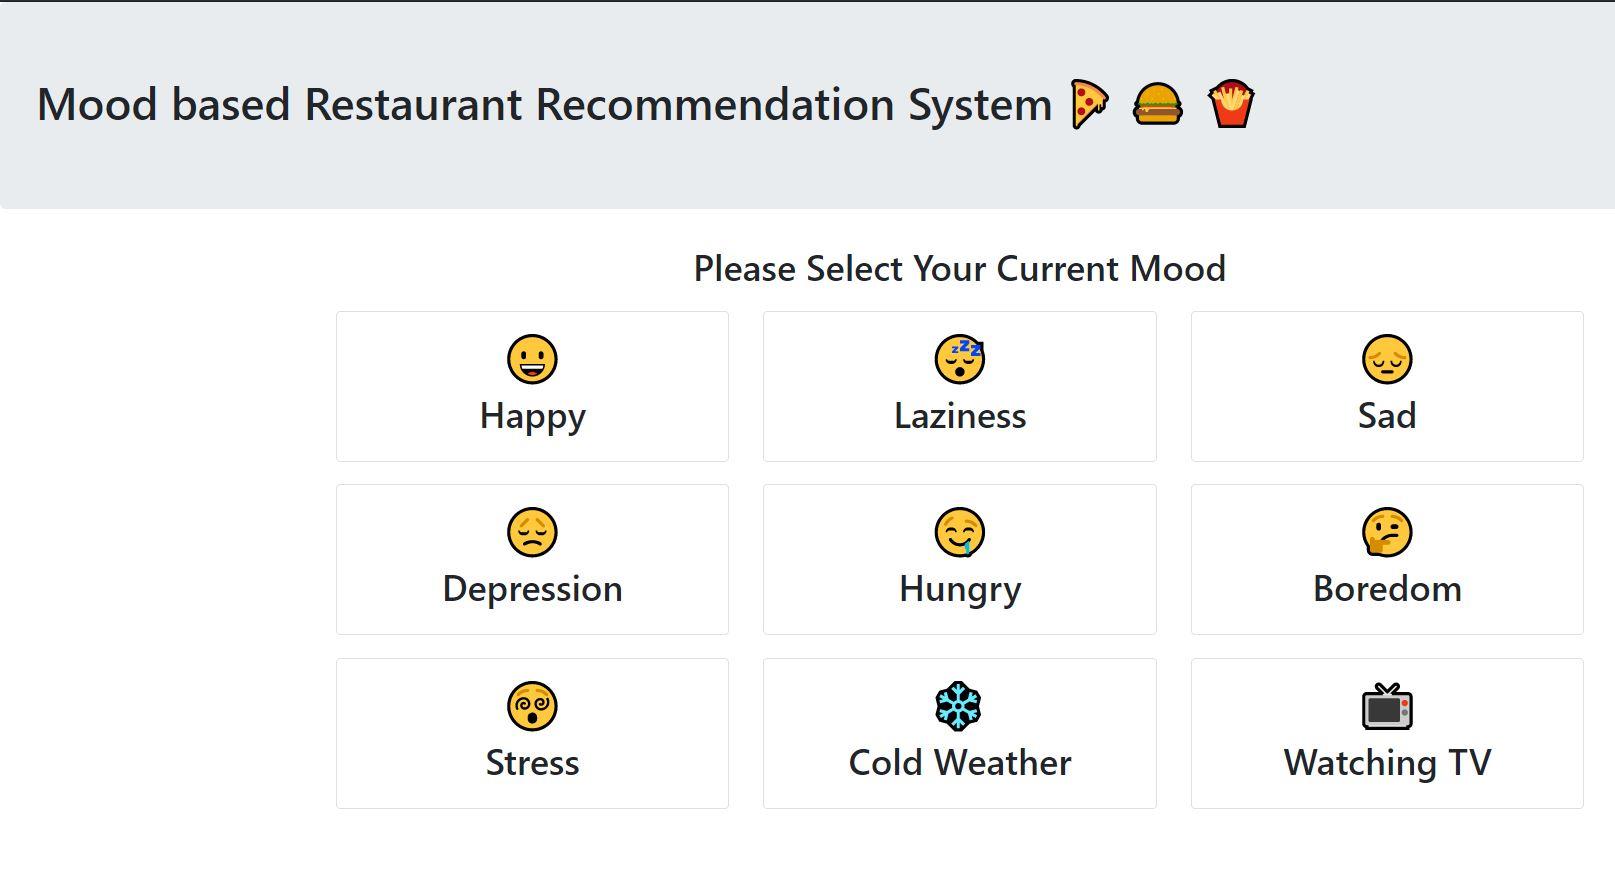 Mood based Restaurant Recommendation System 🍕 🍔 🍟
Please Select Your Current Mood
Happy
Laziness
Sad
Depression
Hungry
Boredom
Stress
Cold Weather
Watching TV